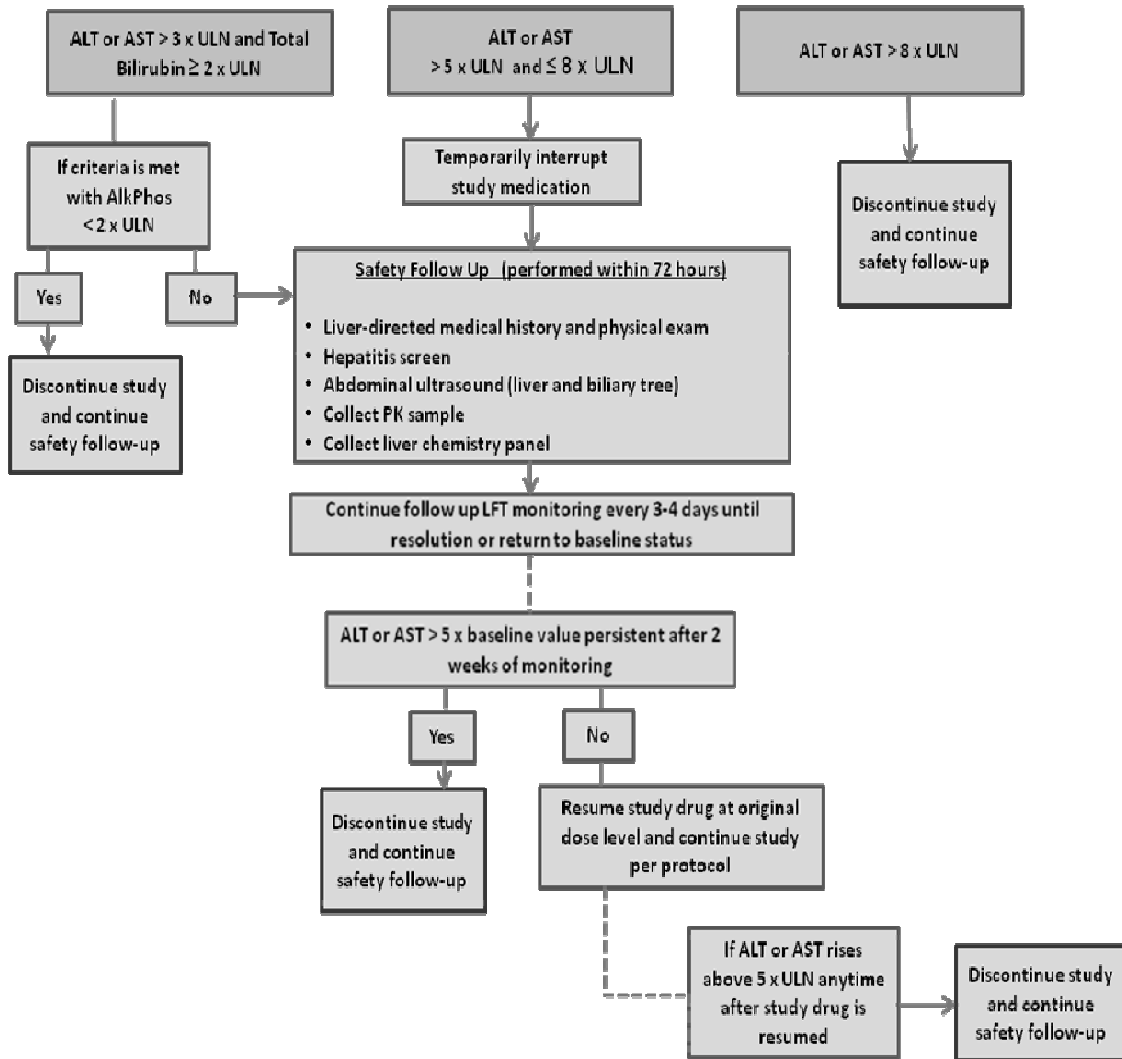 ALT or AST > 3 x ULN and Total
Bilirubin ≥ 2 x ULN
ALT or AST
> 5 x ULN and ≤ 8 x ULN
ALT or AST > 8 x ULN
If criteria is met
with AlkPhos
< 2 x ULN
Temporarily interrupt
study medication
Discontinue study
and continue
safety follow-up
Yes
No
Safety Follow Up (performed within 72 hours)
• Liver-directed medical history and physical exam
• Hepatitis screen
• Abdominal ultrasound (liver and biliary tree)
• Collect PK sample
• Collect liver chemistry panel
Discontinue study
and continue
safety follow-up
Continue follow up LFT monitoring every 3-4 days until
resolution or return to baseline status
ALT or AST > 5 x baseline value persistent after 2
weeks of monitoring
Yes
No
Discontinue study
and continue
safety follow-up
Resume study drug at original
dose level and continue study
per protocol
If ALT or AST rises
above 5 x ULN anytime
after study drug is
resumed
Discontinue study
and continue
safety follow-up